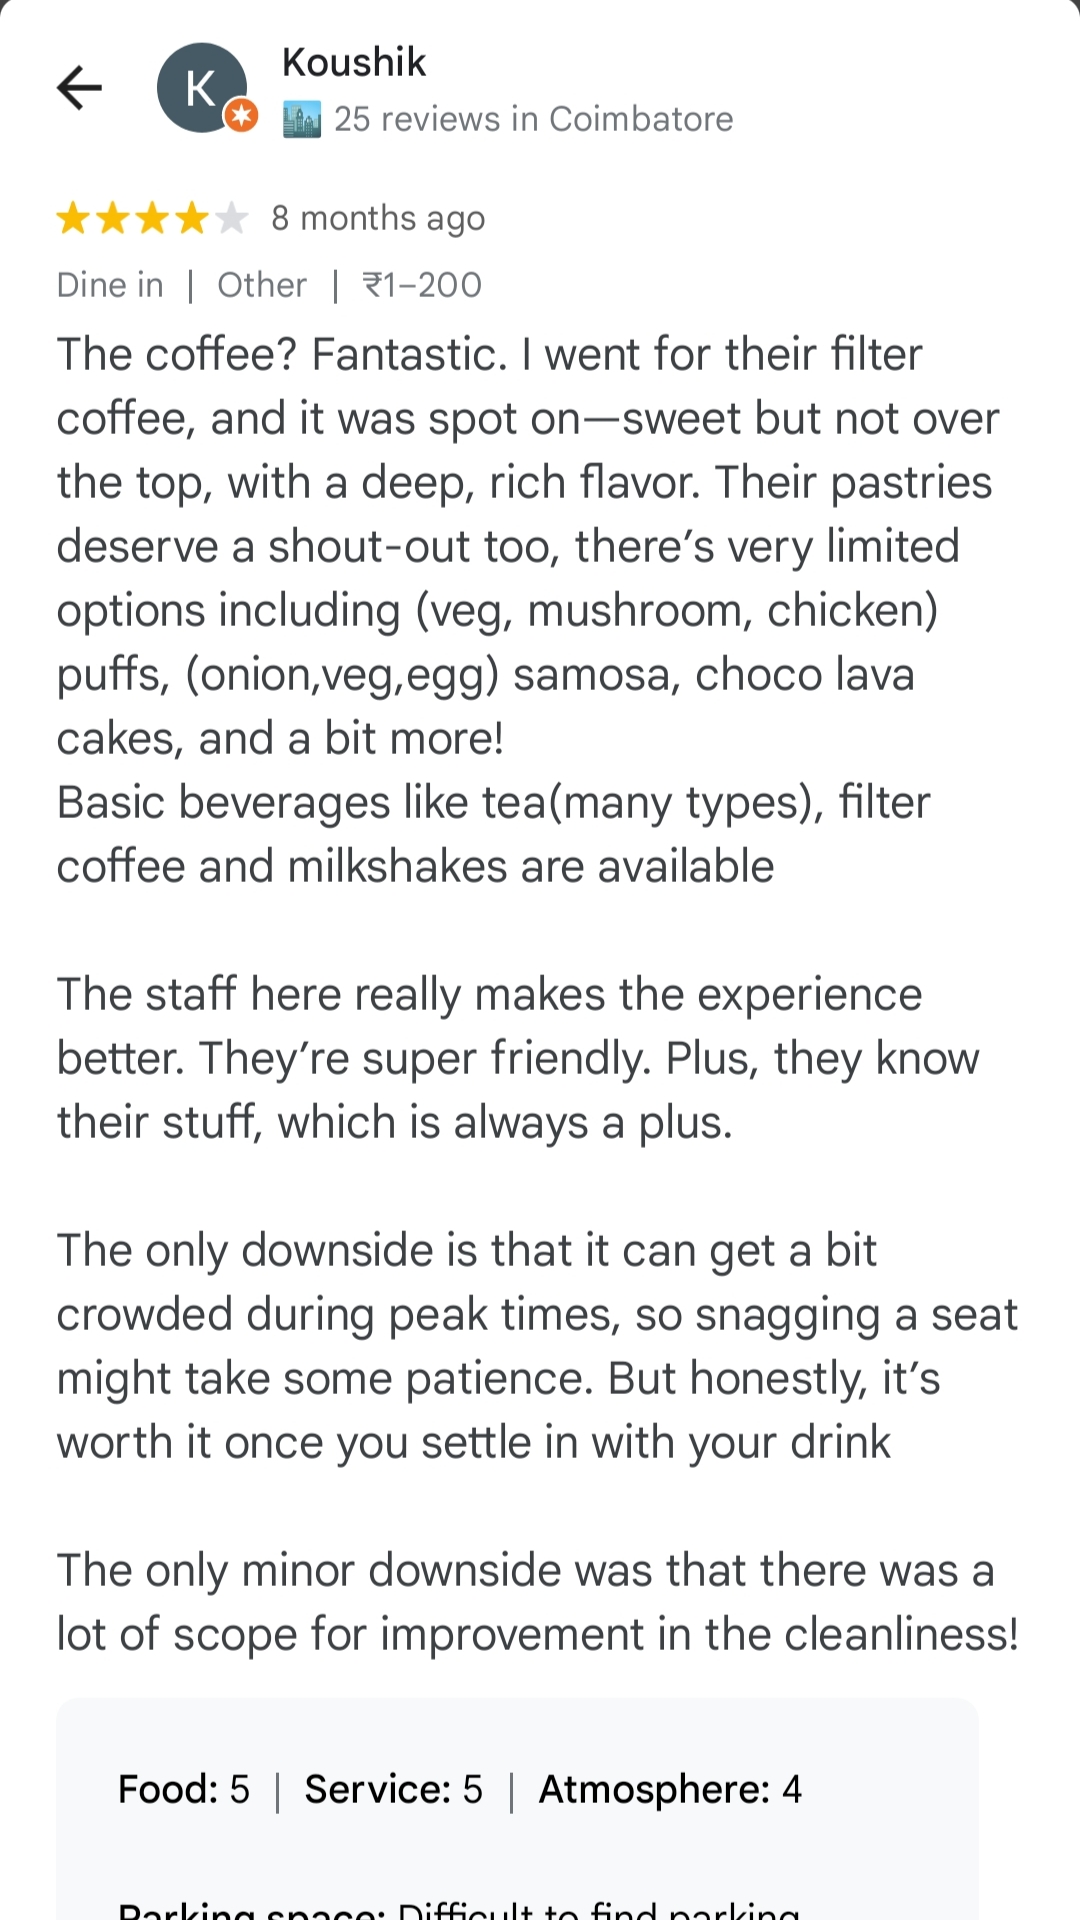 K
Koushik
25 reviews in Coimbatore
8 months ago
Dine in | Other | ₹1–200
The coffee? Fantastic. I went for their filter
coffee, and it was spot on—sweet but not over
the top, with a deep, rich flavor. Their pastries
deserve a shout-out too, there’s very limited
options including (veg, mushroom, chicken)
puffs, (onion,veg,egg) samosa, choco lava
cakes, and a bit more!
Basic beverages like tea(many types), filter
coffee and milkshakes are available
The staff here really makes the experience
better. They’re super friendly. Plus, they know
their stuff, which is always a plus.
The only downside is that it can get a bit
crowded during peak times, so snagging a seat
might take some patience. But honestly, it’s
worth it once you settle in with your drink
The only minor downside was that there was a
lot of scope for improvement in the cleanliness!
Food: 5 | Service: 5 | Atmosphere: 4
Parking space: Difficult to find parking